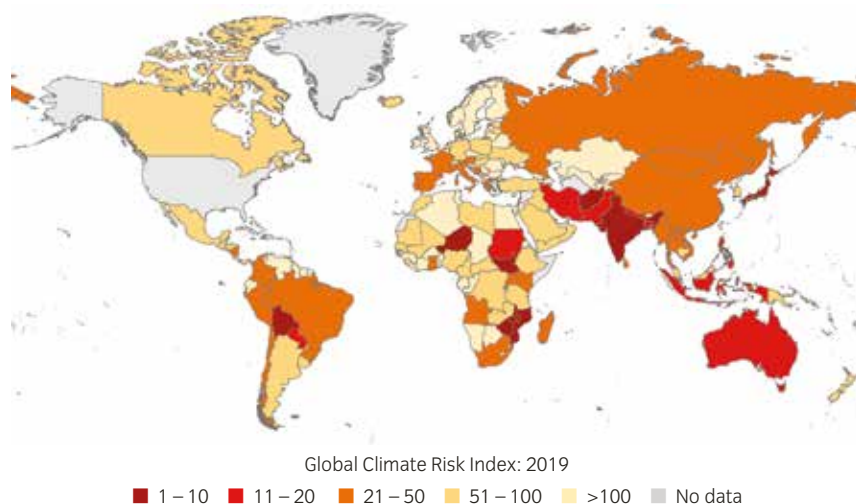 Global Climate Risk Index: 2019
1 – 10 11 – 20 21 – 50 51 – 100 >100 No data